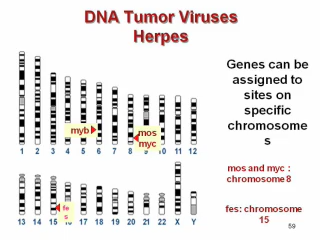 DNA Tumor Viruses
Herpes
Genes can be
assigned to
sites on
specific
chromosome
s
myb
mos
myc
1 2 3 4 5 6 7 8 9 10 11 12
mos and myc :
chromosome 8
fe
s
fes: chromosome
15
13 14 15 16 17 18 19 20 21 22 X Y
59